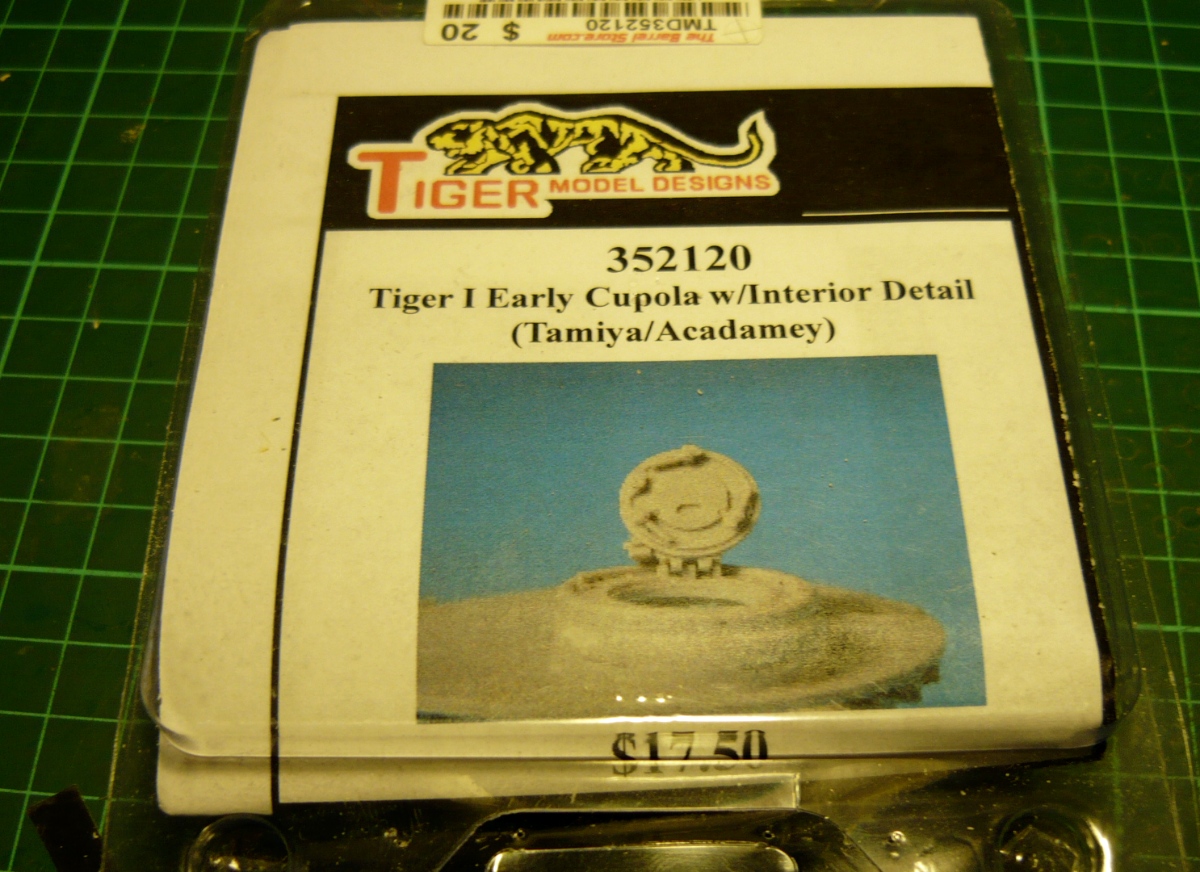 The Barrel Store.com
TMD352120
$ 20
TIGER MODEL DESIGNS
352120
Tiger I Early Cupola w/Interior Detail
(Tamiya/Acadamey)
$17.50